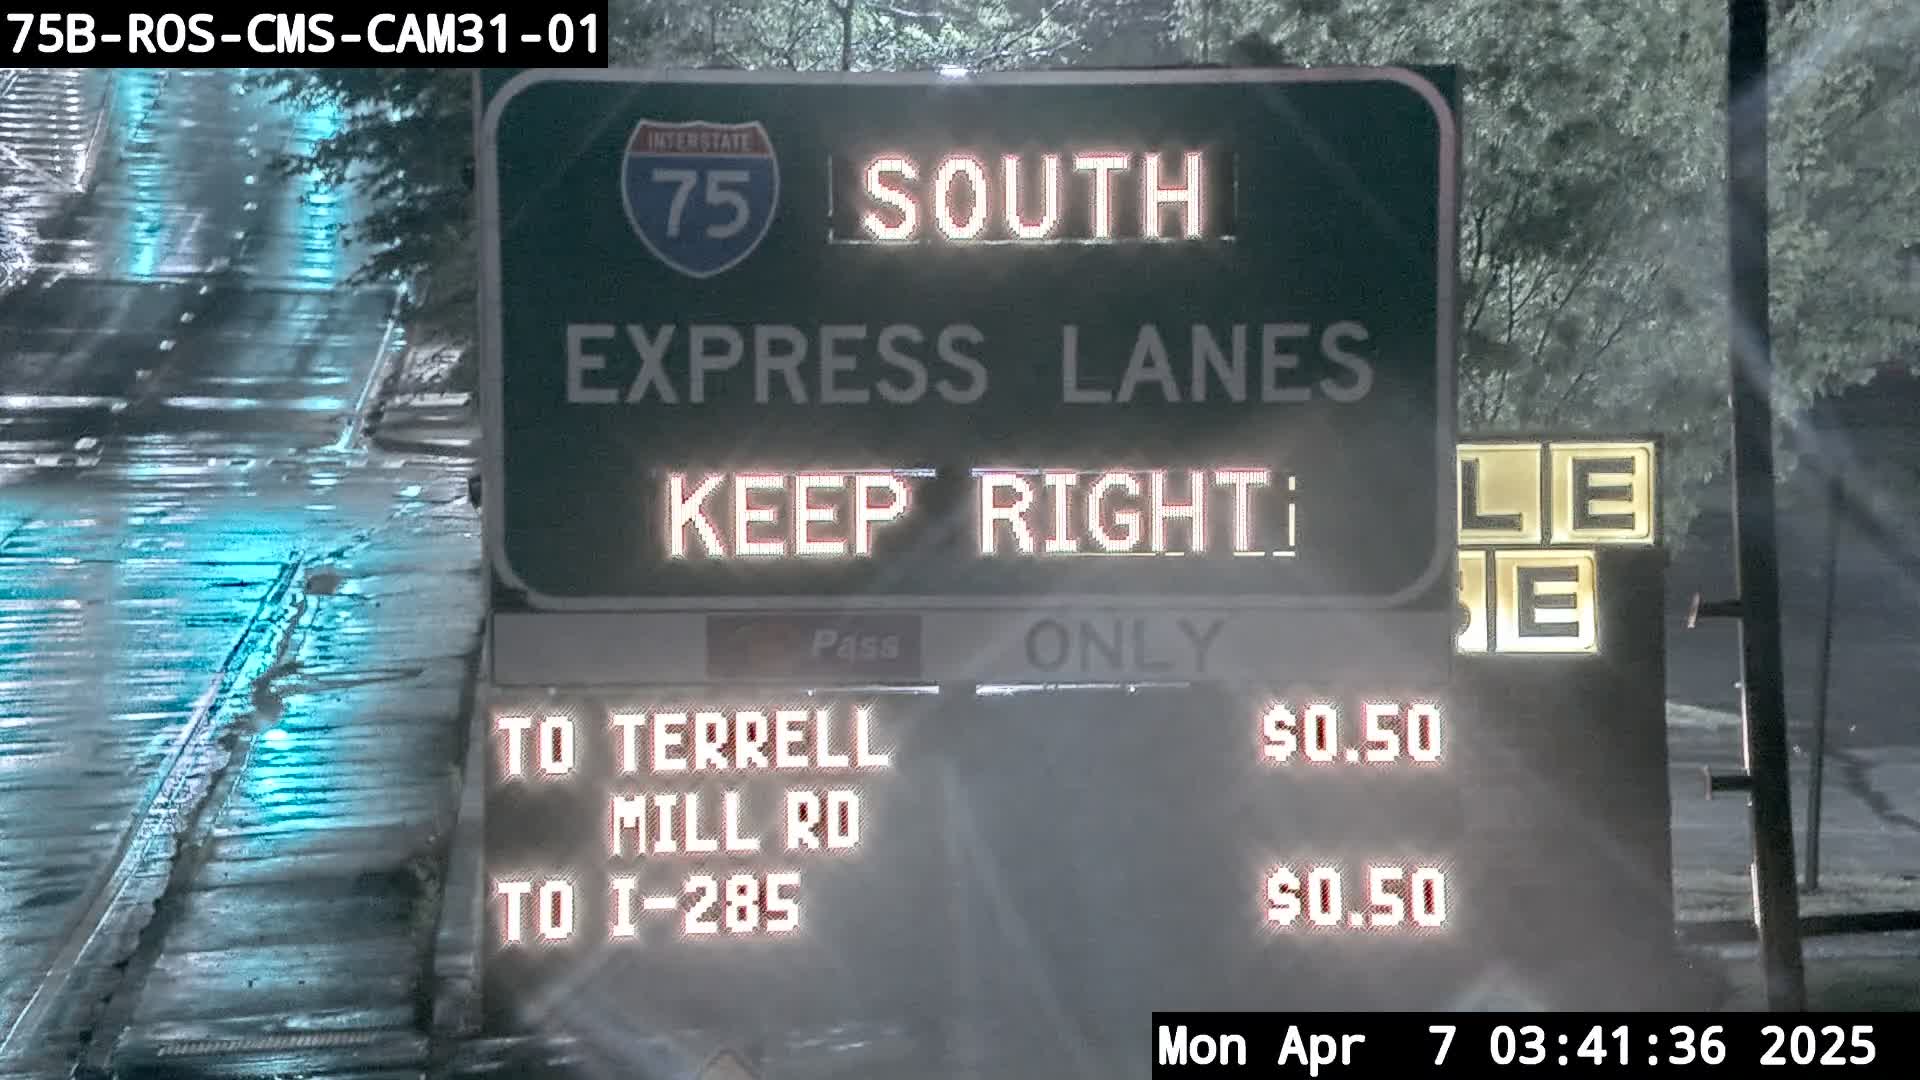 75B-ROS-CMS-CAM31-01
INTERSTATE
75
SOUTH
EXPRESS LANES
KEEP RIGHT
Pass ONLY
TO TERRELL $0.50
MILL RD
TO I-285 $0.50
LE
E
Mon Apr 7 03:41:36 2025